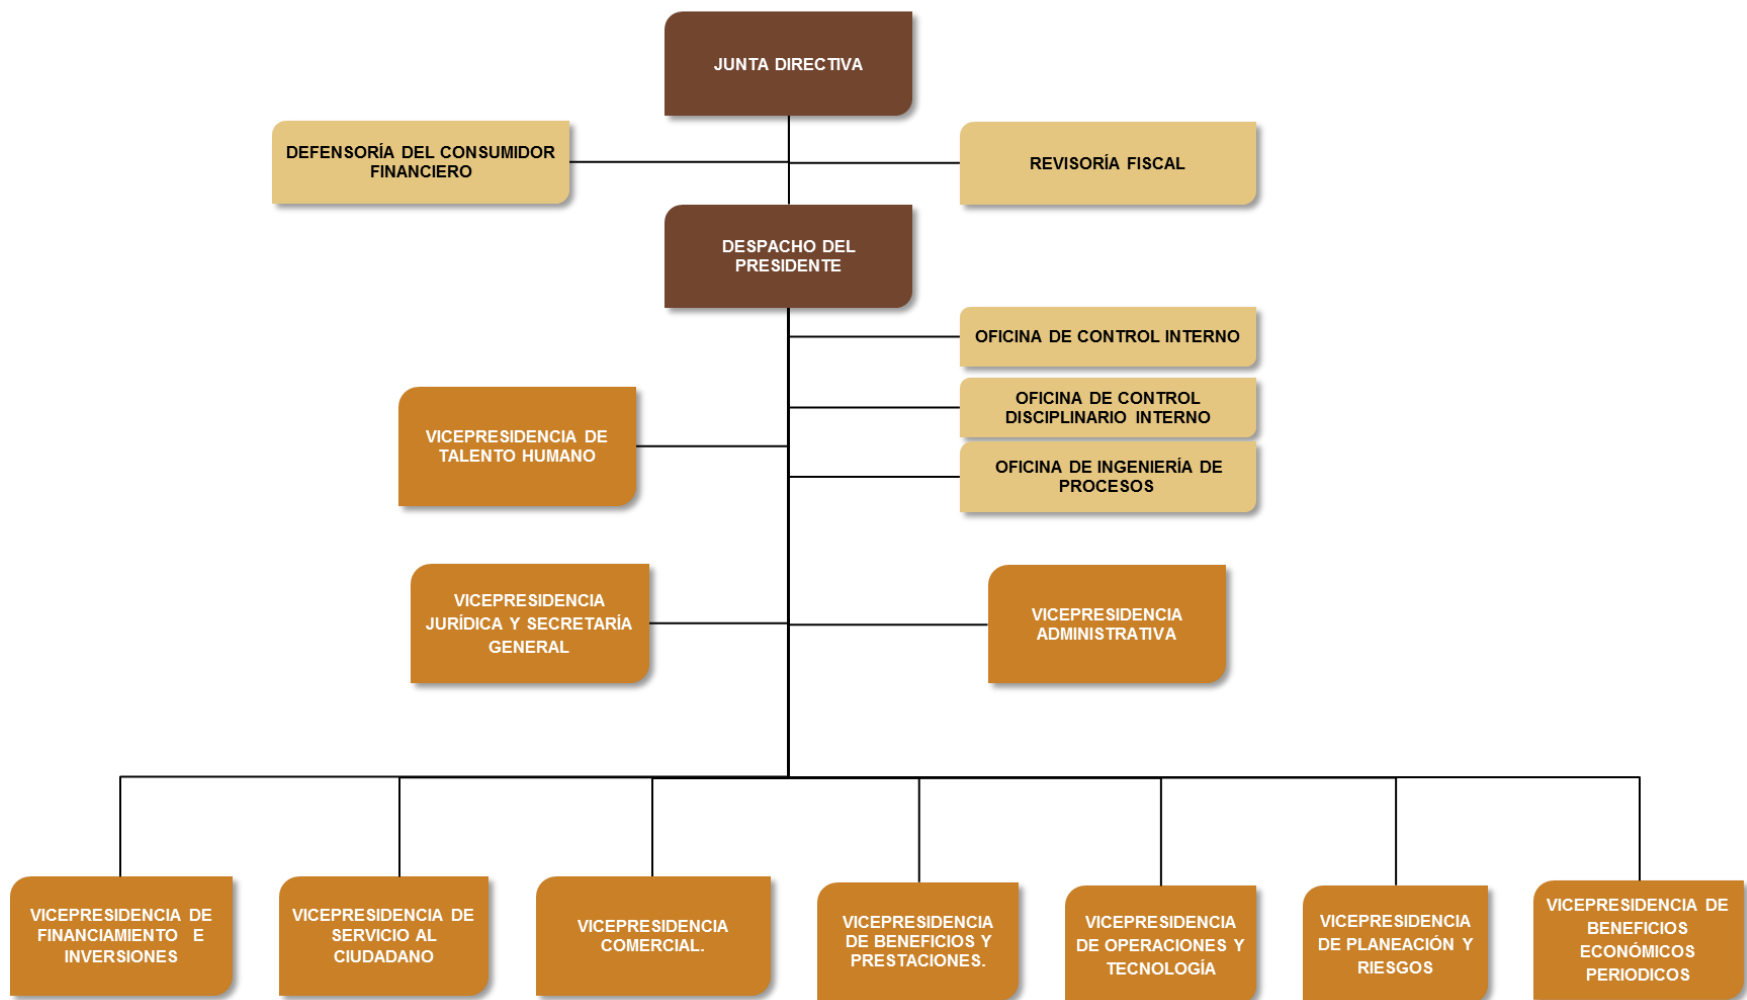 JUNTA DIRECTIVA
DEFENSORÍA DEL CONSUMIDOR
FINANCIERO
REVISORÍA FISCAL
DESPACHO DEL
PRESIDENTE
OFICINA DE CONTROL INTERNO
OFICINA DE CONTROL
DISCIPLINARIO INTERNO
VICEPRESIDENCIA DE
TALENTO HUMANO
OFICINA DE INGENIERÍA DE
PROCESOS
VICEPRESIDENCIA
JURÍDICA Y SECRETARÍA
GENERAL
VICEPRESIDENCIA
ADMINISTRATIVA
VICEPRESIDENCIA DE
FINANCIAMIENTO E
INVERSIONES
VICEPRESIDENCIA DE
SERVICIO AL
CIUDADANO
VICEPRESIDENCIA
COMERCIAL.
VICEPRESIDENCIA
DE BENEFICIOS Y
PRESTACIONES.
VICEPRESIDENCIA
DE OPERACIONES Y
TECNOLOGÍA
VICEPRESIDENCIA
DE PLANEACIÓN Y
RIESGOS
VICEPRESIDENCIA DE
BENEFICIOS
ECONÓMICOS
PERIODICOS